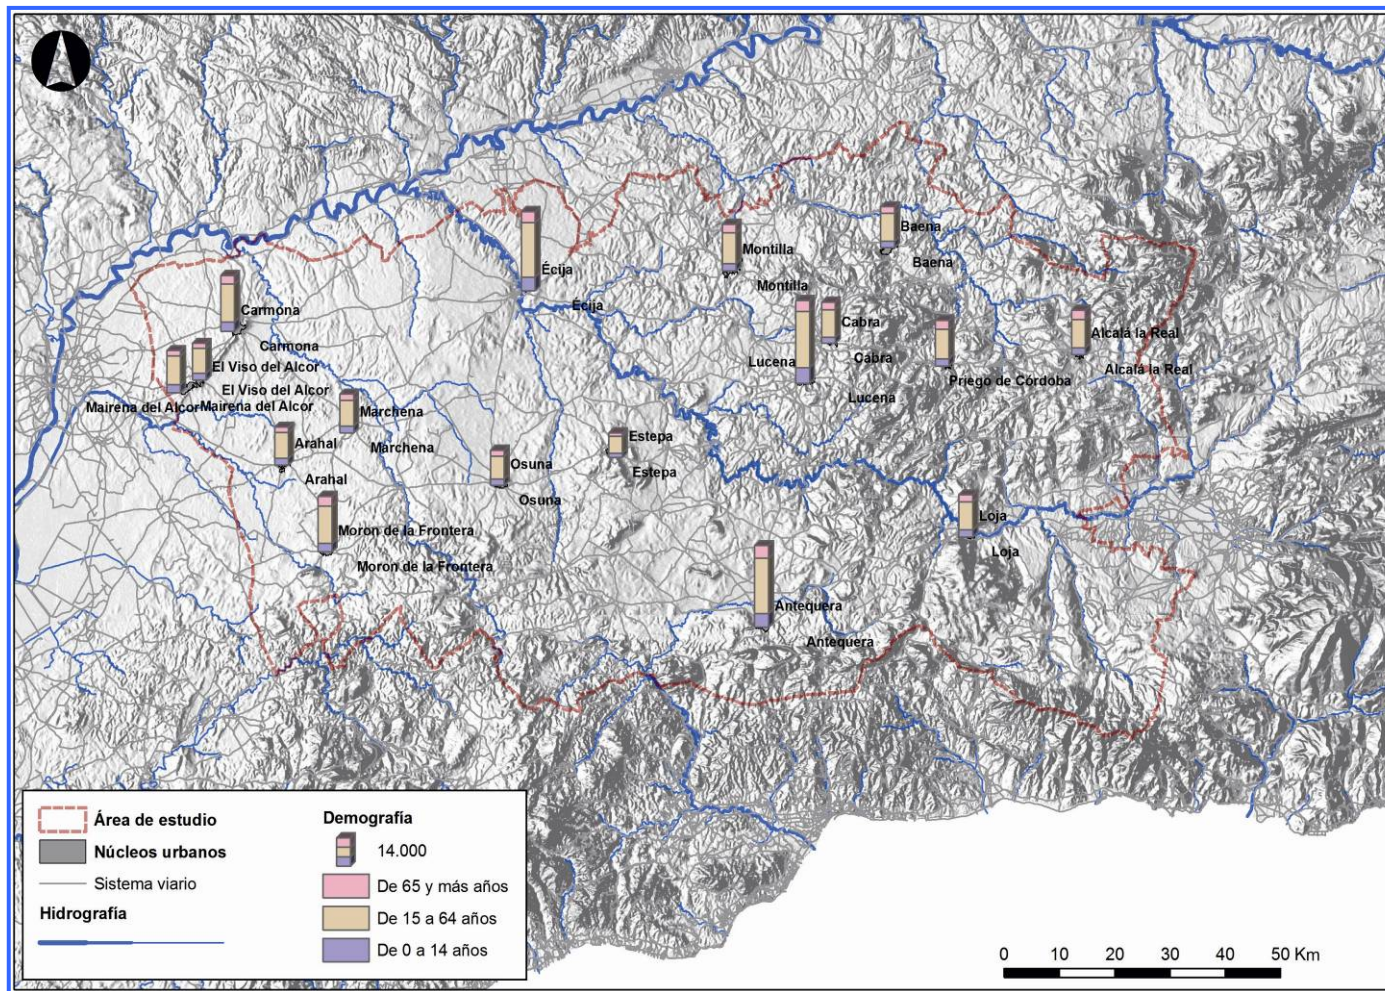 Baena
Montilla
Baena
Écija
Montilla
Écija
Carmona
Cabra
Alcalá la Real
Carmona
Lucena
Cabra
Alcalá la Real
El Viso del Alcor
Priego de Córdoba
El Viso del Alcor
Lucena
Mairena del Alcor
Mairena del Alcor
Marchena
Estepa
Arahal
Marchena
Osuna
Estepa
Arahal
Osuna
Loja
Moron de la Frontera
Loja
Moron de la Frontera
Antequera
Antequera
Área de estudio
Núcleos urbanos
Sistema viario
Hidrografía
Demografía
14.000
De 65 y más años
De 15 a 64 años
De 0 a 14 años
0 10 20 30 40 50 Km